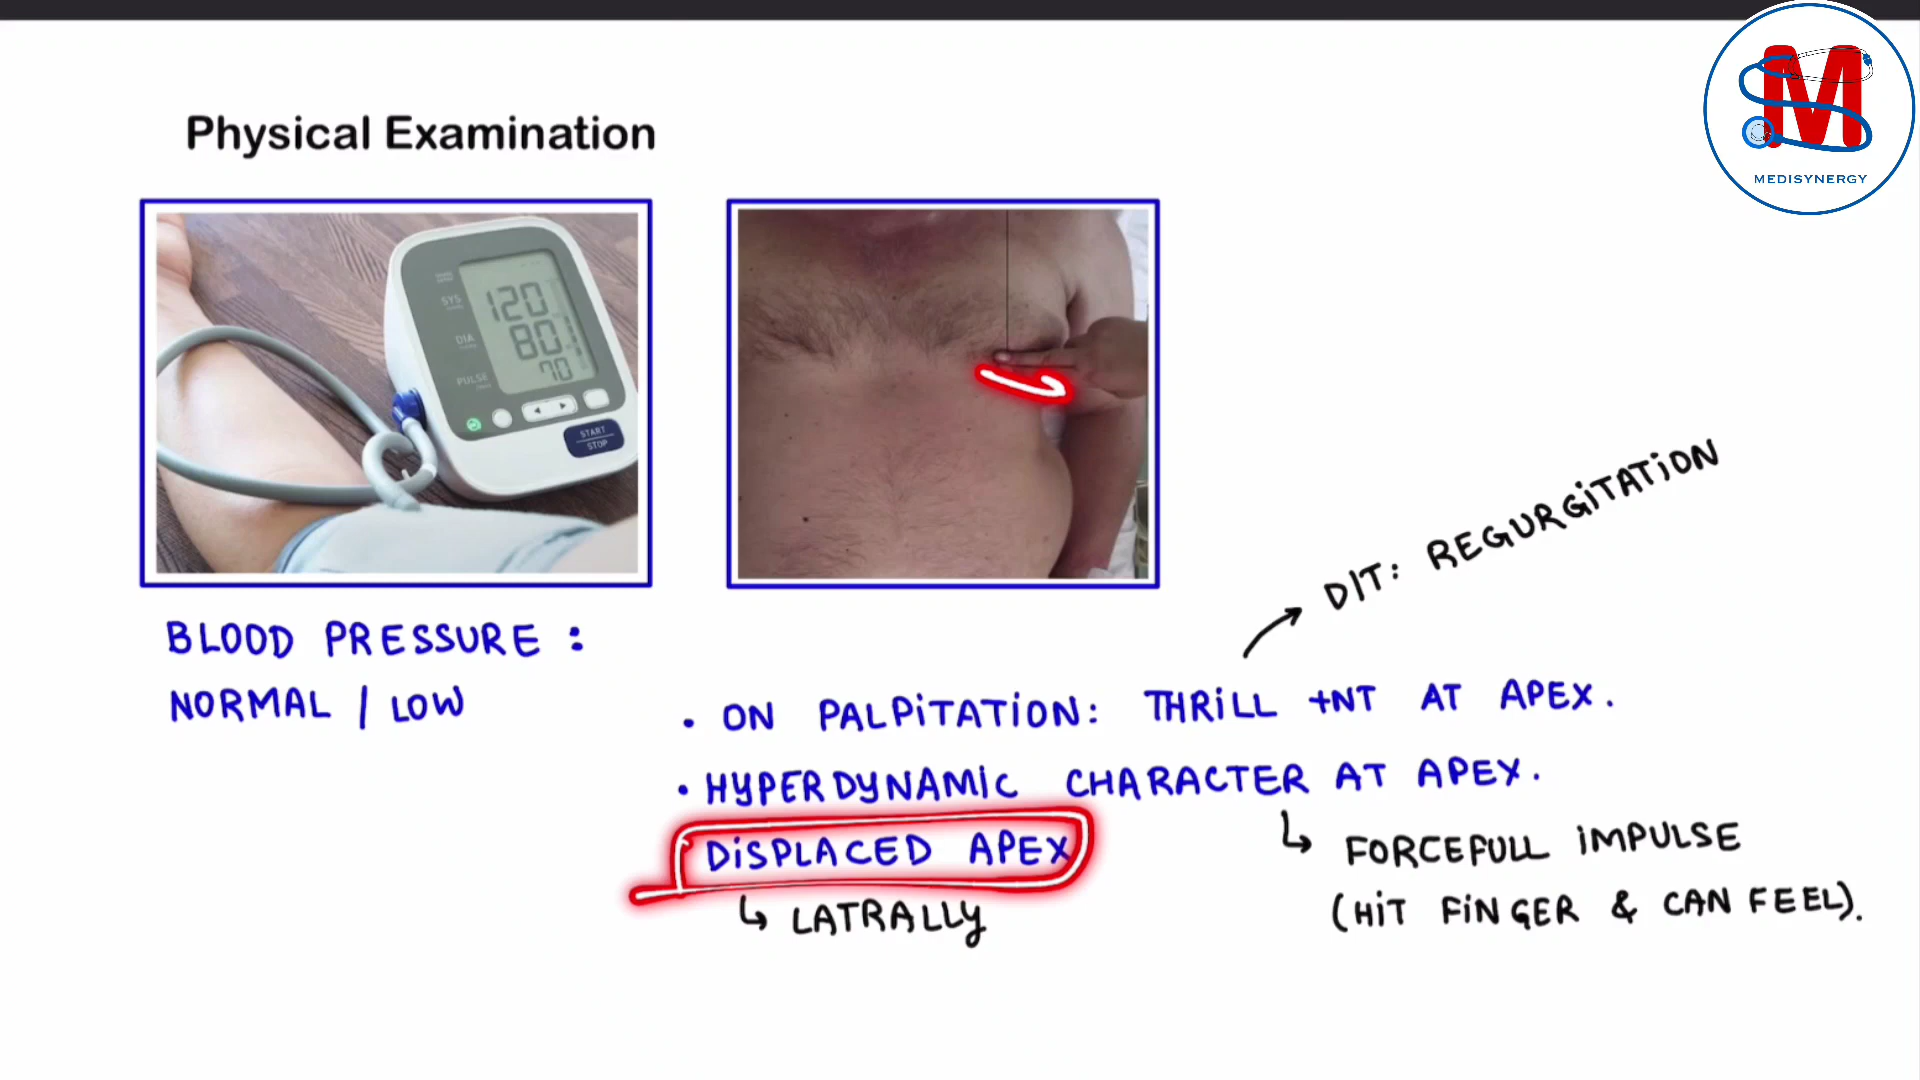 MEDISYNERGY
Physical Examination
SYS
120
DIA
80
PULSE
70
START
STOP
BLOOD PRESSURE :
NORMAL / LOW
D/T: REGURGITATION
• ON PALPITATION: THRILL +NT AT APEX.
• HYPERDYNAMIC CHARACTER AT APEX.
DISPLACED APEX
↳ LATRALLY
↳ FORCEFULL IMPULSE
(HIT FINGER & CAN FEEL).